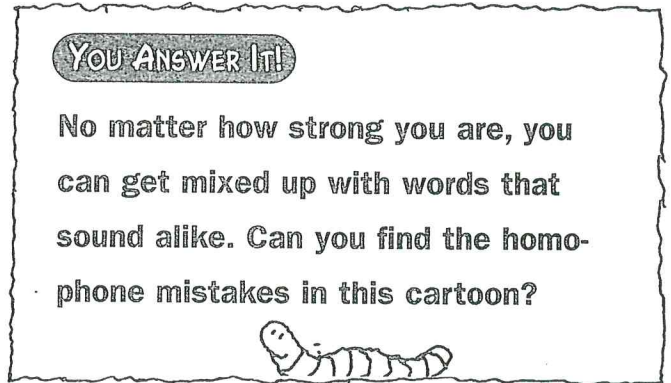 YOU ANSWER IT!
No matter how strong you are, you
can get mixed up with words that
sound alike. Can you find the homo-
phone mistakes in this cartoon?